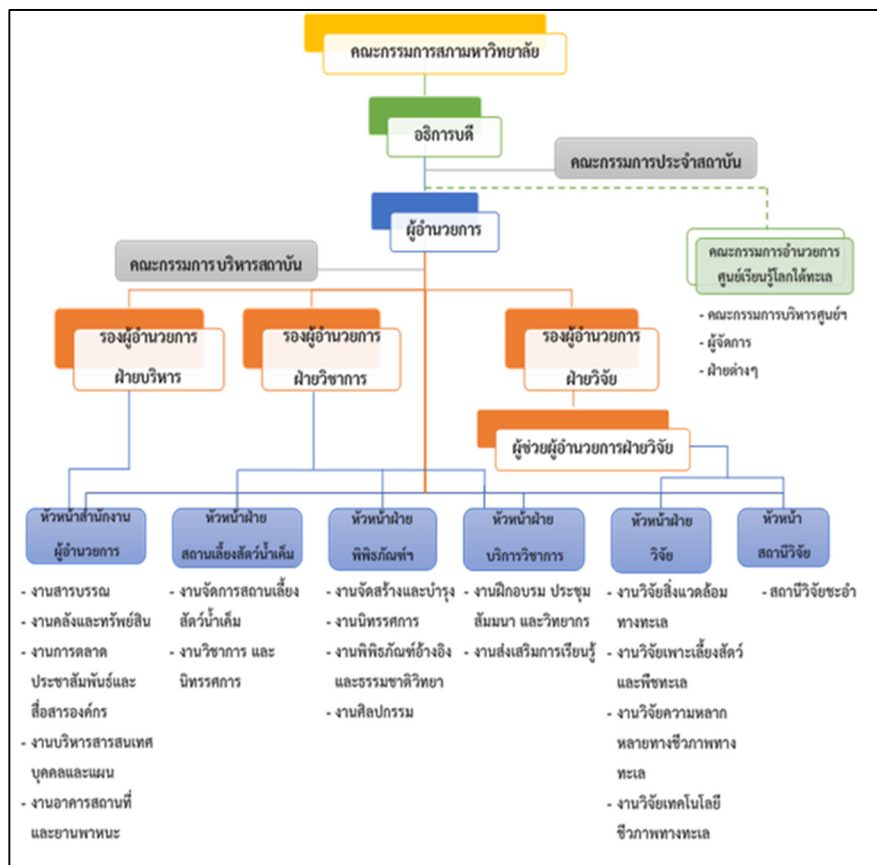 คณะกรรมการสภามหาวิทยาลัย
อธิการบดี
คณะกรรมการประจำสถาบัน
ผู้อำนวยการ
คณะกรรมการบริหารสถาบัน
คณะกรรมการอำนวยการ
ศูนย์เรียนรู้โลกใต้ทะเล
- คณะกรรมการบริหารศูนย์ฯ
- ผู้จัดการ
- ฝ่ายต่างๆ
รองผู้อำนวยการ
ฝ่ายบริหาร
รองผู้อำนวยการ
ฝ่ายวิชาการ
รองผู้อำนวยการ
ฝ่ายวิจัย
ผู้ช่วยผู้อำนวยการฝ่ายวิจัย
หัวหน้าสำนักงาน
ผู้อำนวยการ
- งานสารบรรณ
- งานคลังและทรัพย์สิน
- งานการตลาด
ประชาสัมพันธ์และ
สื่อสารองค์กร
- งานบริหารสารสนเทศ
บุคคลและแผน
- งานอาคารสถานที่
และยานพาหนะ
หัวหน้าฝ่าย
สถานเลี้ยงสัตว์น้ำเค็ม
- งานจัดการสถานเลี้ยง
สัตว์น้ำเค็ม
- งานวิชาการ และ
นิทรรศการ
หัวหน้าฝ่าย
พิพิธภัณฑ์ฯ
- งานจัดสร้างและบำรุง
- งานนิทรรศการ
- งานพิพิธภัณฑ์อ้างอิง
และธรรมชาติวิทยา
- งานศิลปกรรม
หัวหน้าฝ่าย
บริการวิชาการ
- งานฝึกอบรม ประชุม
สัมมนา และวิทยากร
- งานส่งเสริมการเรียนรู้
หัวหน้าฝ่าย
วิจัย
- งานวิจัยสิ่งแวดล้อม
ทางทะเล
- งานวิจัยเพาะเลี้ยงสัตว์
และพืชทะเล
- งานวิจัยความหลาก
หลายทางชีวภาพทาง
ทะเล
- งานวิจัยเทคโนโลยี
ชีวภาพทางทะเล
หัวหน้า
สถานีวิจัย
- สถานีวิจัยชะอำ